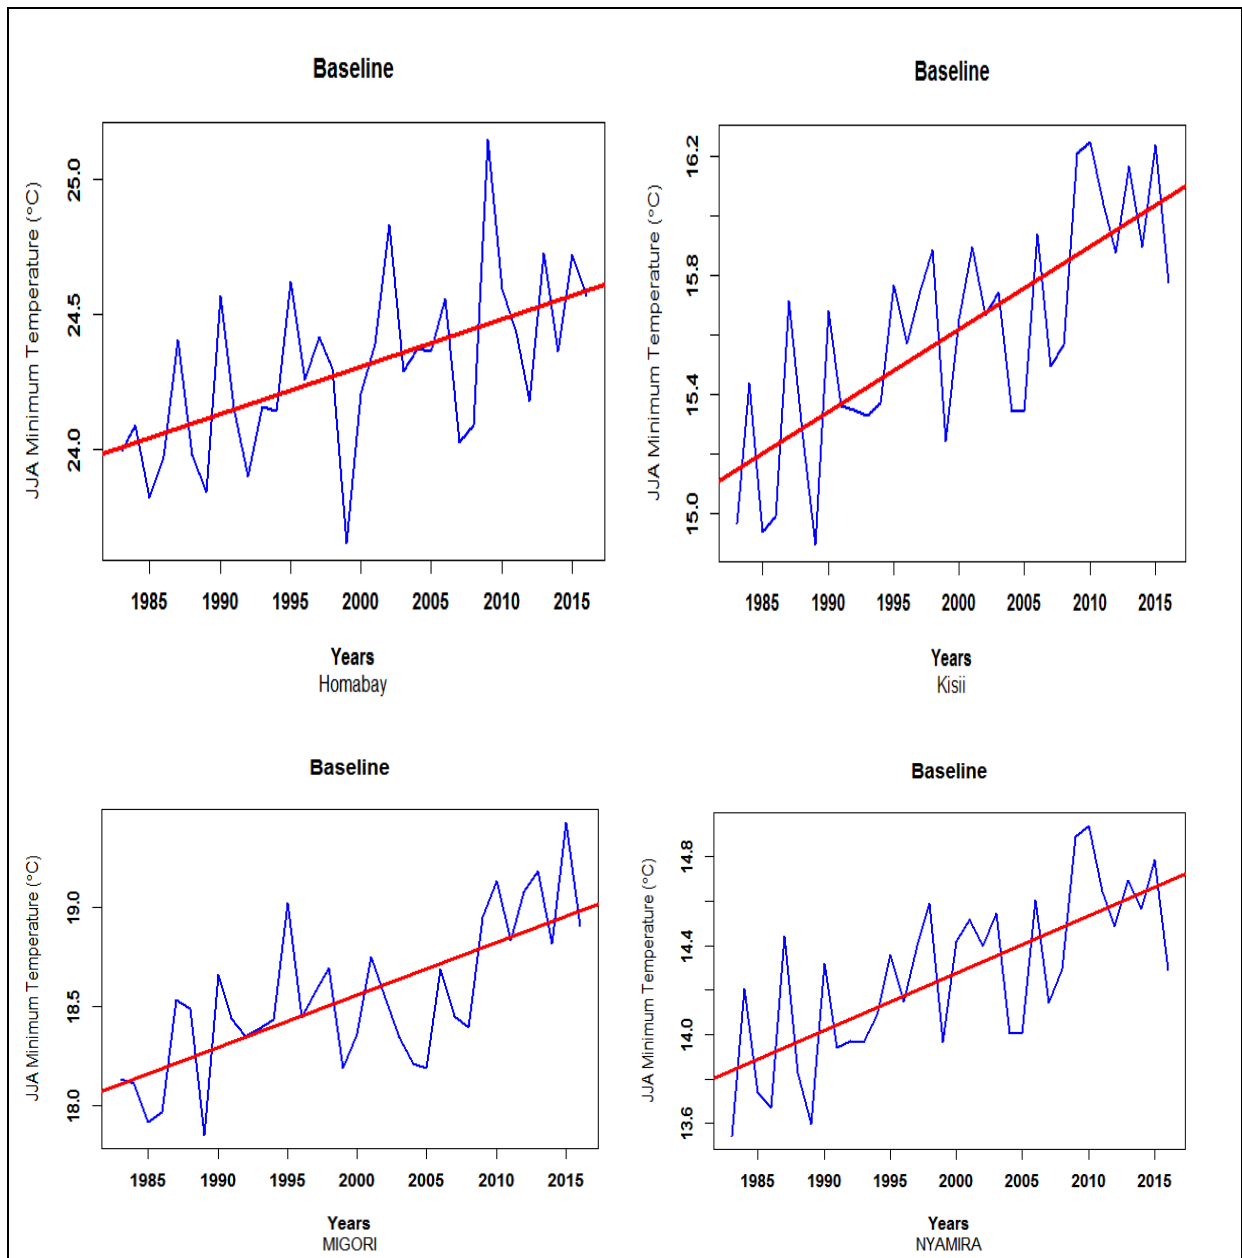 Baseline
JJA Minimum Temperature (°C)
25.0
24.5
24.0
1985 1990 1995 2000 2005 2010 2015
Years
Homabay
Baseline
JJA Minimum Temperature (°C)
16.2
15.8
15.4
15.0
1985 1990 1995 2000 2005 2010 2015
Years
Kisii
Baseline
JJA Minimum Temperature (°C)
19.0
18.5
18.0
1985 1990 1995 2000 2005 2010 2015
Years
MIGORI
Baseline
JJA Minimum Temperature (°C)
14.8
14.4
14.0
13.6
1985 1990 1995 2000 2005 2010 2015
Years
NYAMIRA